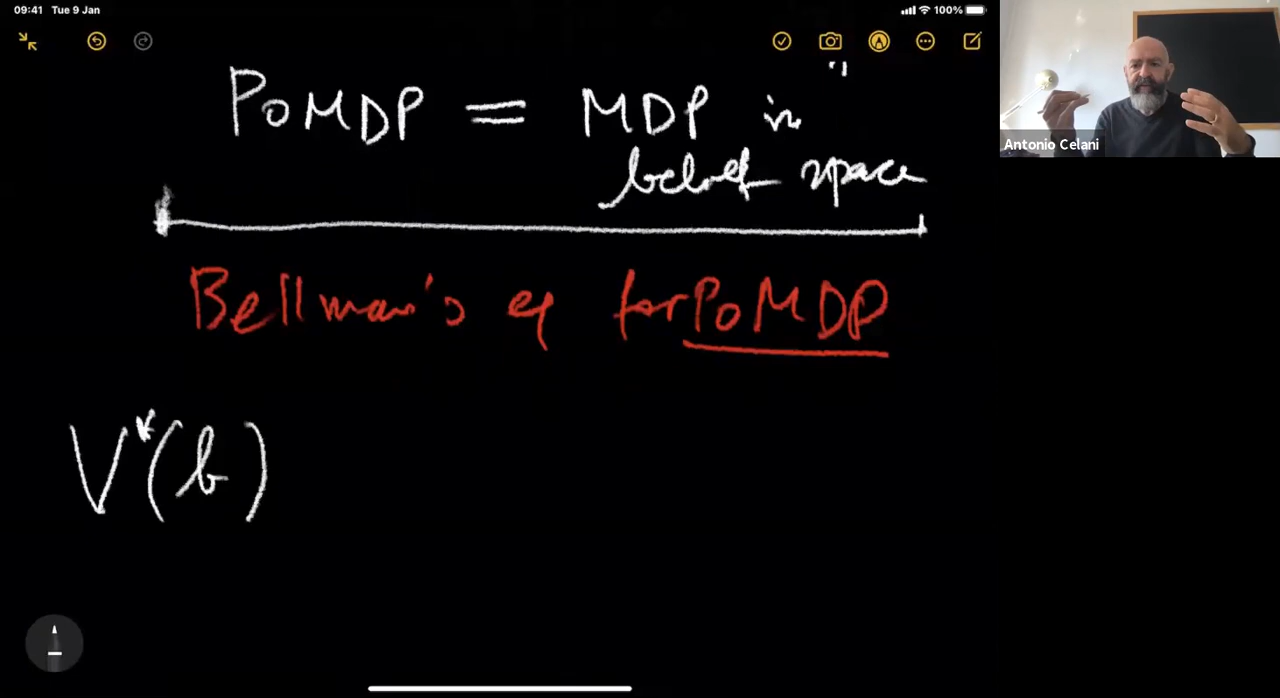 09:41 Tue 9 Jan 100%
POMDP = MDP in
belief space
Bellman's eq for POMDP
V*(b)
Antonio Celani